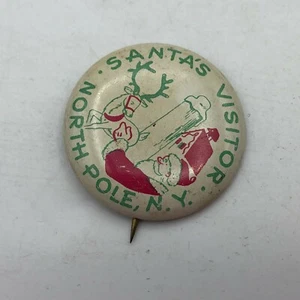 SANTA'S VISITOR · NORTH POLE, N.Y. ·